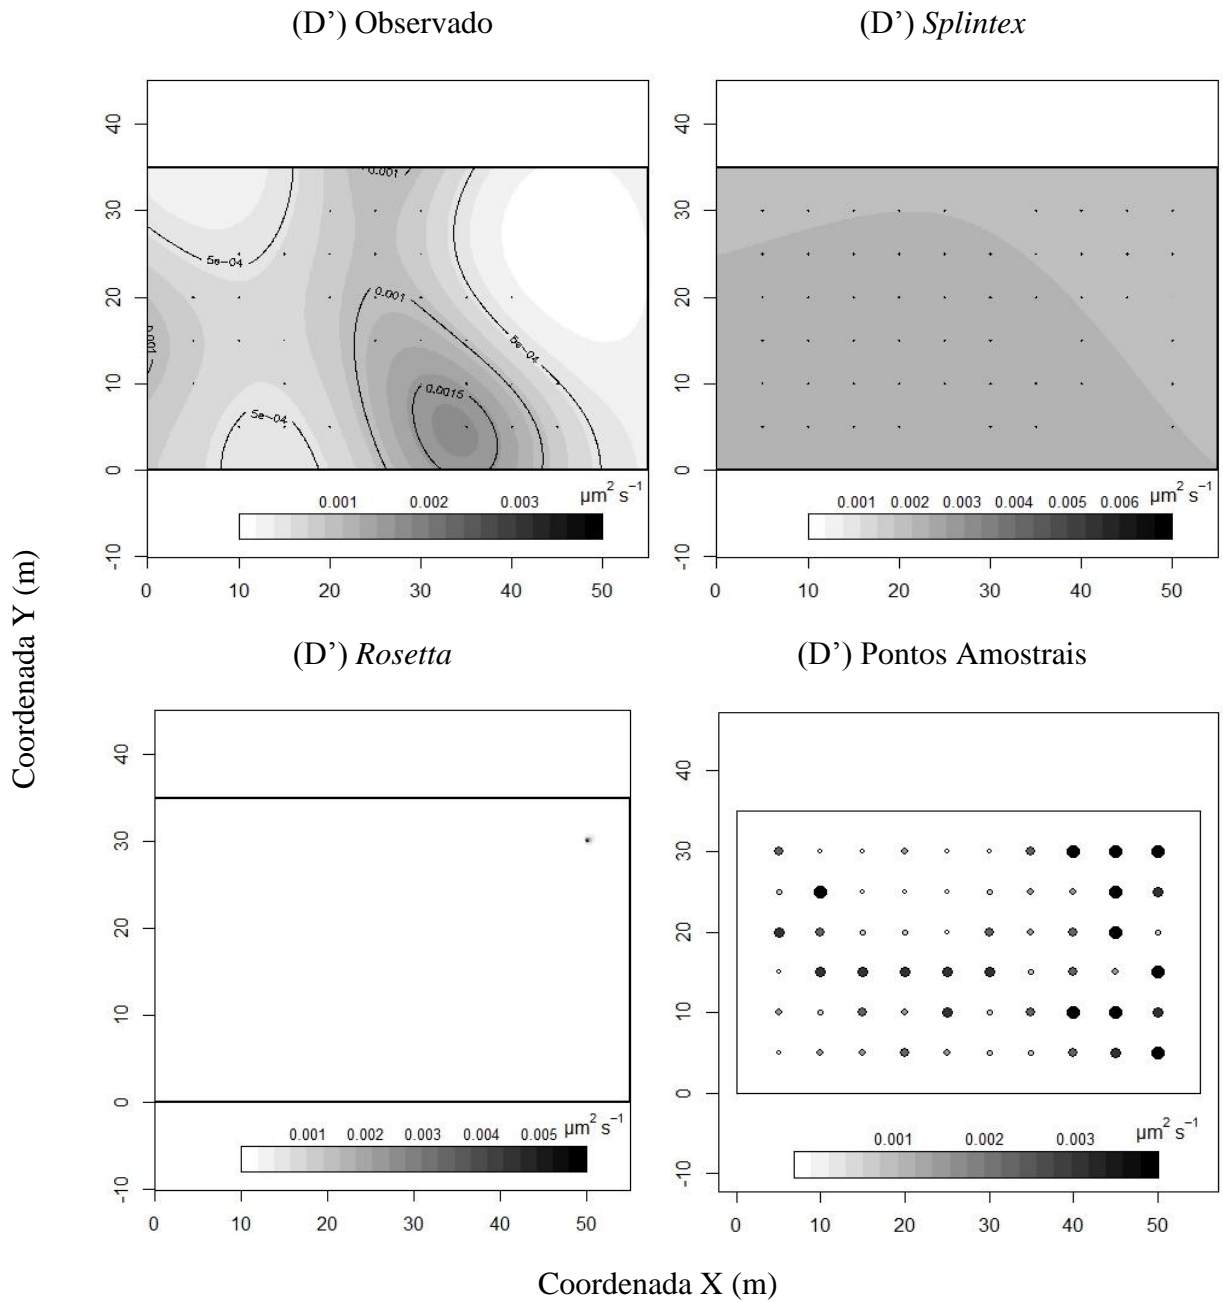 (D’) Observado
(D’) Splintex
40
30
20
10
0
-10
0.001
5e-04
0.001
0.001
5e-04
0.0015
5e-04
0.001 0.002 0.003 µm² s⁻¹
0 10 20 30 40 50
40
30
20
10
0
-10
0.001 0.002 0.003 0.004 0.005 0.006 µm² s⁻¹
0 10 20 30 40 50
Coordenada Y (m)
(D’) Rosetta
(D’) Pontos Amostrais
40
30
20
10
0
-10
0.001 0.002 0.003 0.004 0.005 µm² s⁻¹
0 10 20 30 40 50
40
30
20
10
0
-10
0.001 0.002 0.003 µm² s⁻¹
0 10 20 30 40 50
Coordenada X (m)